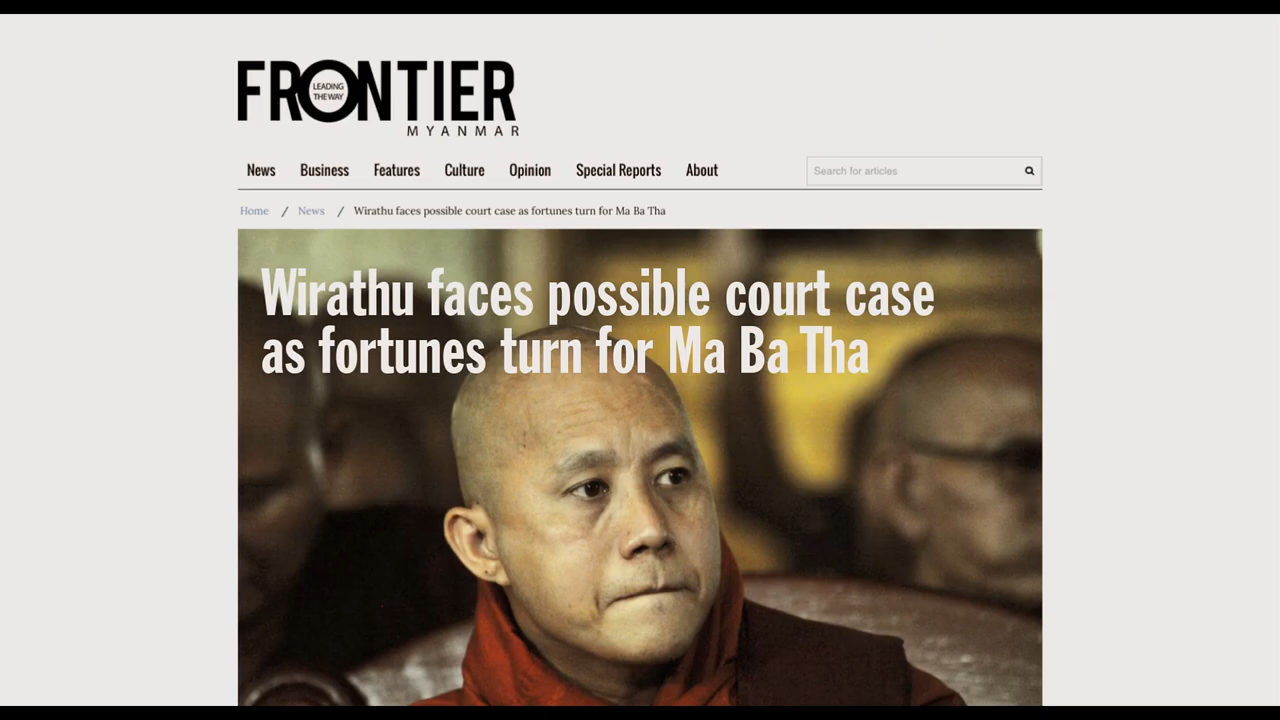 FRONTIER
LEADING
THE WAY
MYANMAR
News Business Features Culture Opinion Special Reports About
Search for articles
Home / News / Wirathu faces possible court case as fortunes turn for Ma Ba Tha
Wirathu faces possible court case
as fortunes turn for Ma Ba Tha